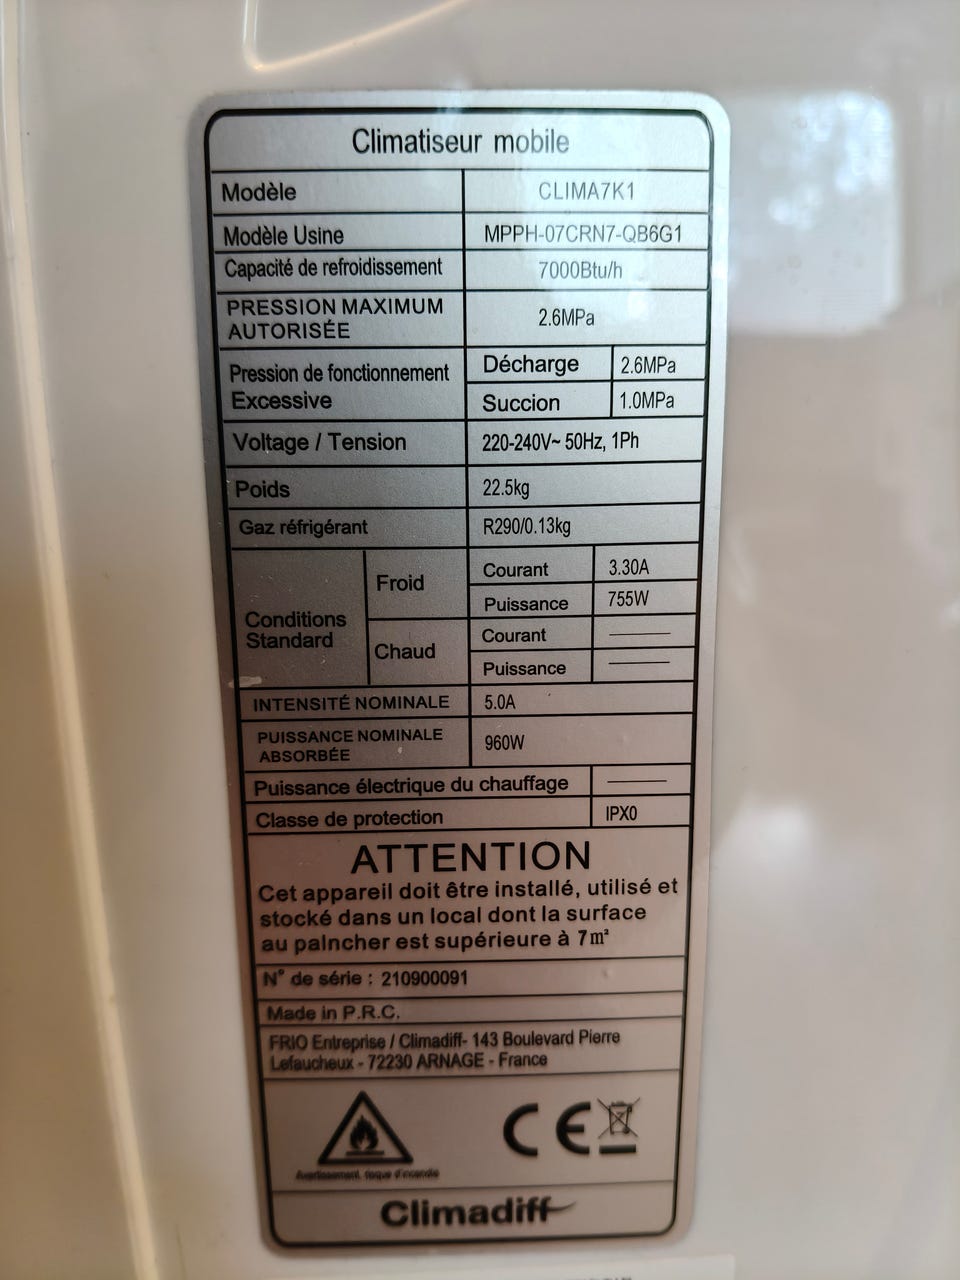 Climatiseur mobile
Modèle CLIMA7K1
Modèle Usine MPPH-07CRN7-QB6G1
Capacité de refroidissement 7000Btu/h
PRESSION MAXIMUM
AUTORISÉE
2.6MPa
Pression de fonctionnement
Excessive
Décharge 2.6MPa
Succion 1.0MPa
Voltage / Tension 220-240V~ 50Hz, 1Ph
Poids 22.5kg
Gaz réfrigérant R290/0.13kg
Conditions
Standard
Froid
Courant 3.30A
Puissance 755W
Chaud
Courant ——
Puissance ——
INTENSITÉ NOMINALE 5.0A
PUISSANCE NOMINALE
ABSORBÉE
960W
Puissance électrique du chauffage ——
Classe de protection IPX0
ATTENTION
Cet appareil doit être installé, utilisé et
stocké dans un local dont la surface
au palncher est supérieure à 7m²
N° de série : 210900091
Made in P.R.C.
FRIO Entreprise / Climadiff- 143 Boulevard Pierre
Lefaucheux - 72230 ARNAGE - France
CE
Avertissement, risque d'incendie
Climadiff